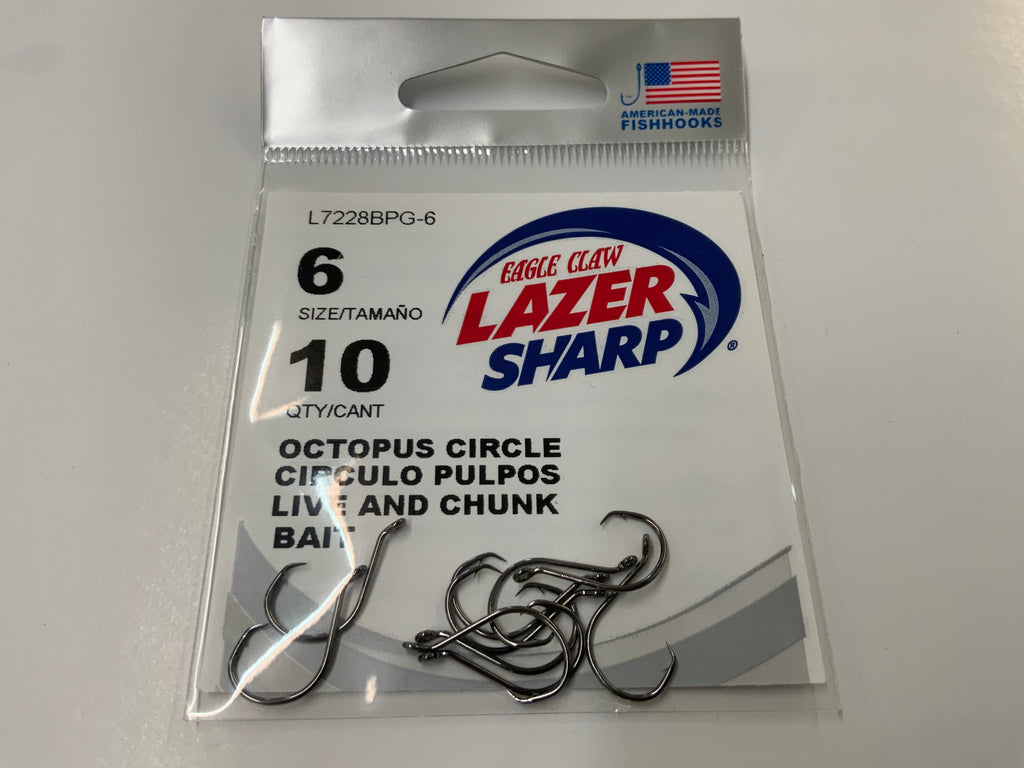 AMERICAN-MADE
FISHHOOKS
L7228BPG-6
6
SIZE/TAMAÑO
10
QTY/CANT
EAGLE CLAW
LAZER
SHARP®
OCTOPUS CIRCLE
CIRCULO PULPOS
LIVE AND CHUNK
BAIT